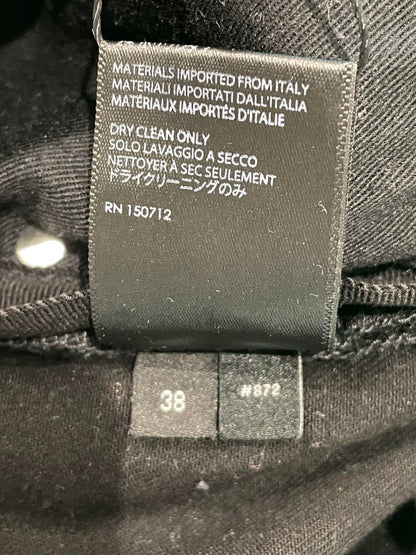 MATERIALS IMPORTED FROM ITALY
MATERIALI IMPORTATI DALL'ITALIA
MATÉRIAUX IMPORTÉS D'ITALIE
DRY CLEAN ONLY
SOLO LAVAGGIO A SECCO
NETTOYER À SEC SEULEMENT
ドライクリーニングのみ
RN 150712
38
#872